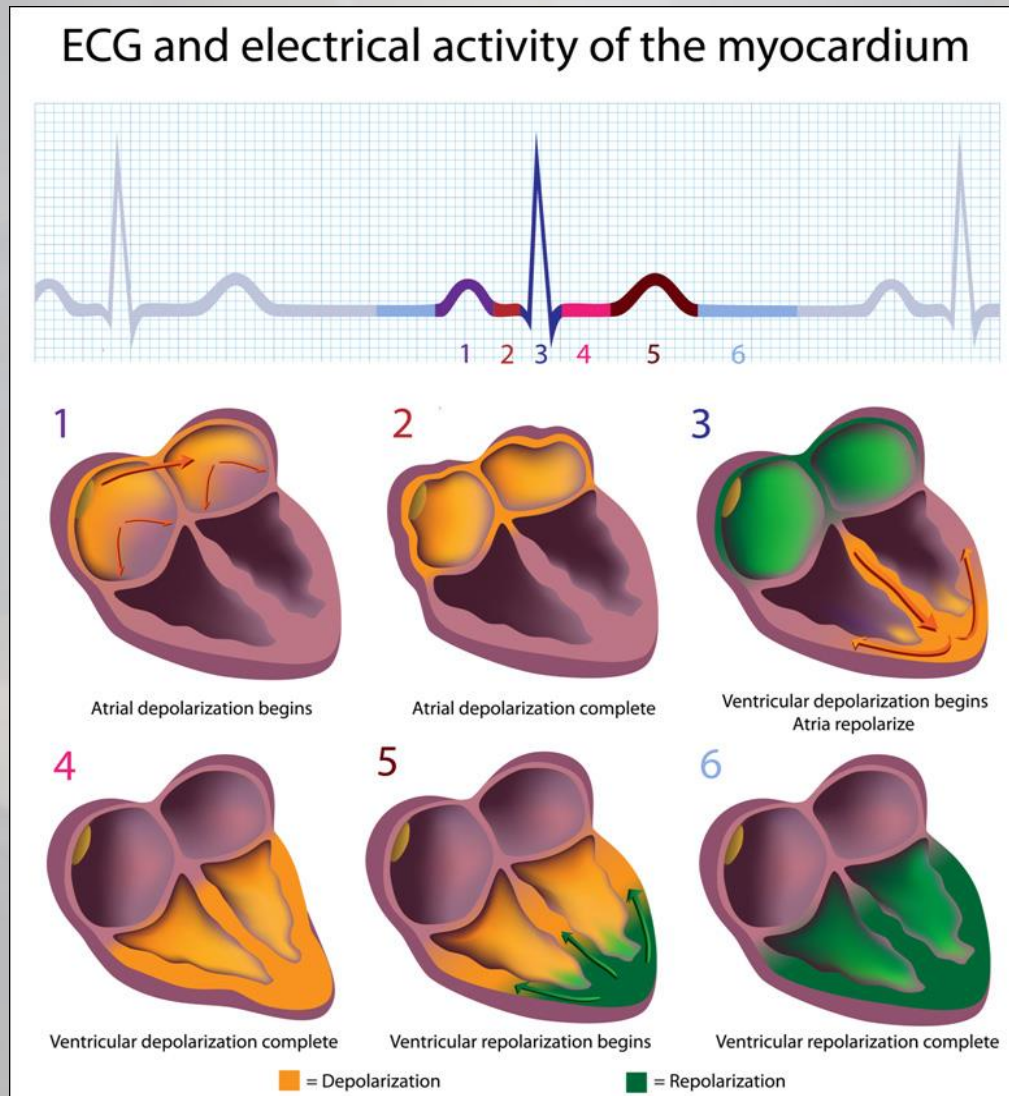 ECG and electrical activity of the myocardium
1 2 3 4 5 6
1 2 3
Atrial depolarization begins
Atrial depolarization complete
Ventricular depolarization begins
Atria repolarize
4 5 6
Ventricular depolarization complete
Ventricular repolarization begins
Ventricular repolarization complete
= Depolarization
= Repolarization